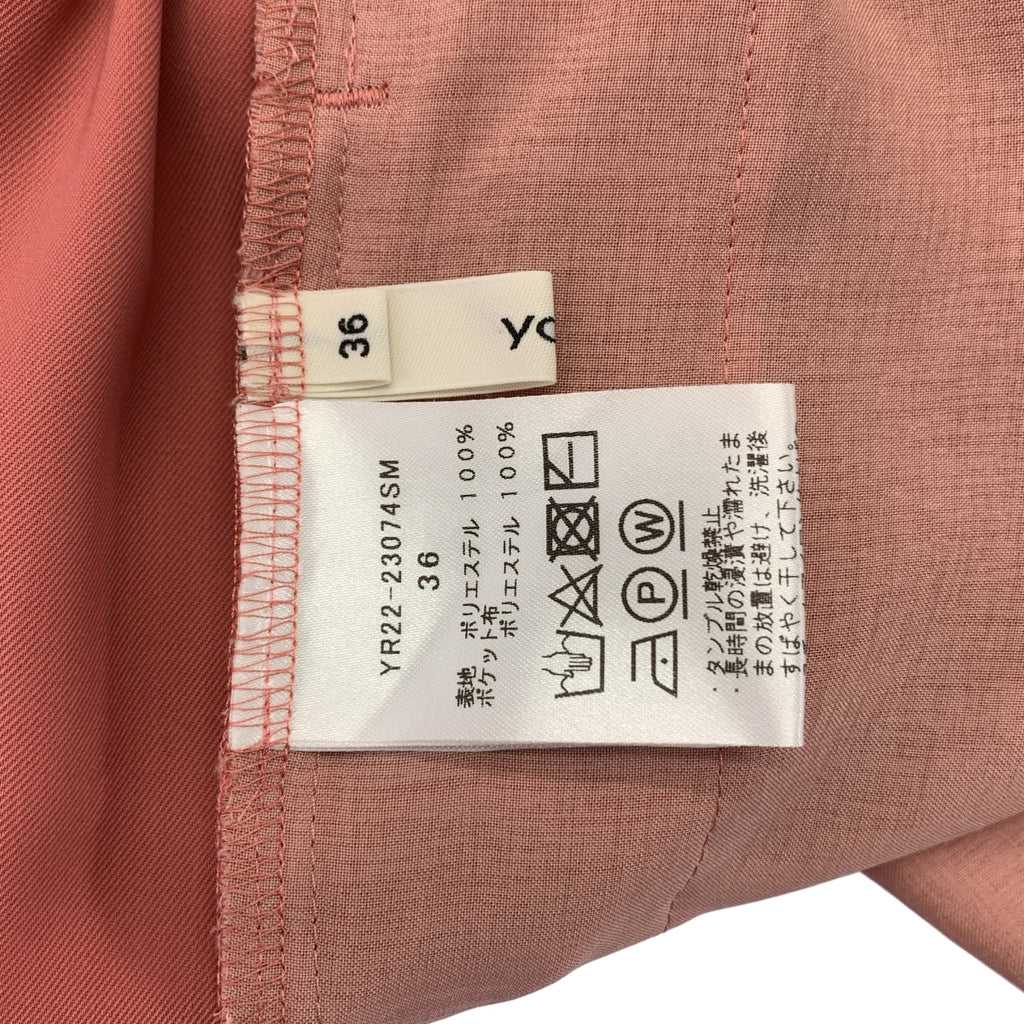 36
YO
YR22-23074SM
36
表地 ポリエステル 100%
ポケット布
ポリエステル 100%
P W
・タンブル乾燥禁止
・長時間の浸漬や濡れたま
まの放置は避け、洗濯後
すばやく干して下さい。